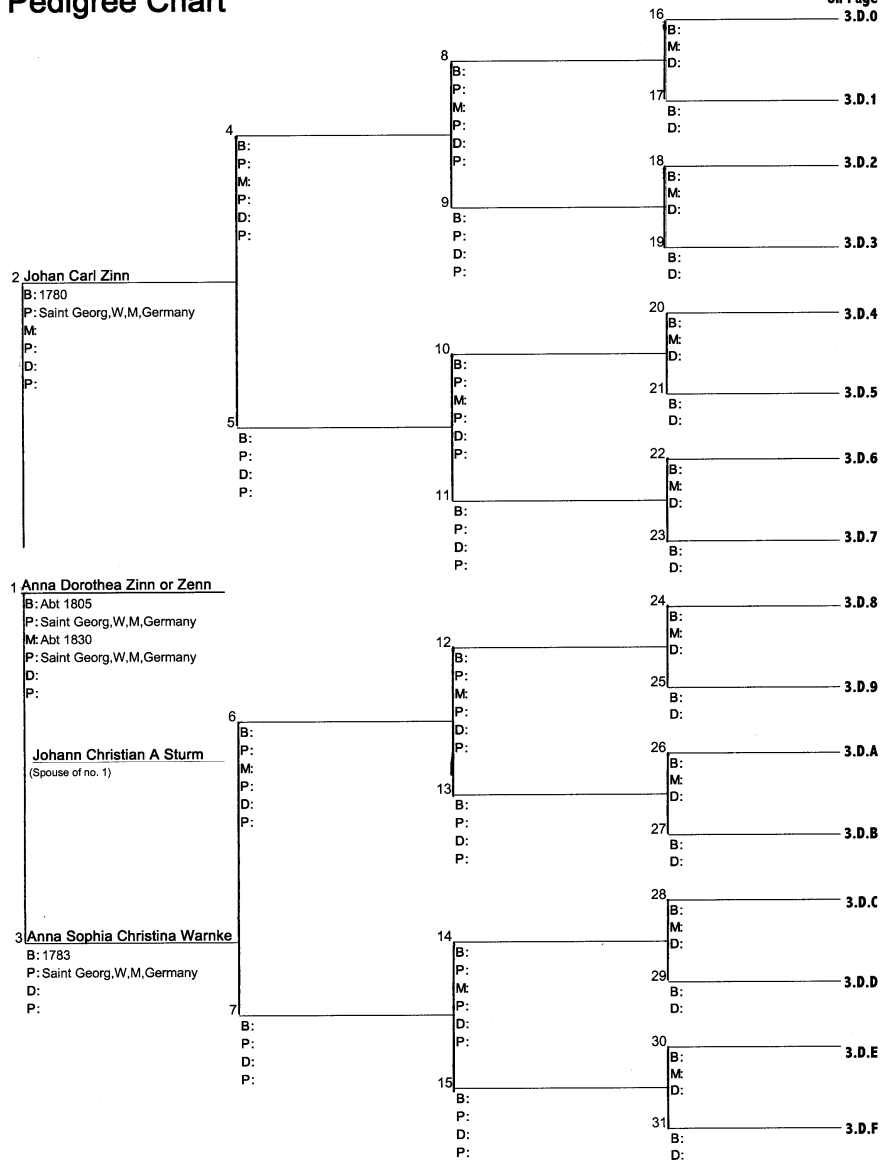 Pedigree Chart
on Page
16
3.D.0
B:
M:
D:
17
3.D.1
B:
D:
8
B:
P:
M:
P:
D:
P:
4
B:
P:
M:
P:
D:
P:
18
3.D.2
B:
M:
D:
9
B:
P:
D:
P:
19
3.D.3
B:
D:
2 Johan Carl Zinn
B: 1780
P: Saint Georg,W,M,Germany
M:
P:
D:
P:
20
3.D.4
B:
M:
D:
10
B:
P:
M:
P:
D:
P:
21
3.D.5
B:
D:
5
B:
P:
D:
P:
22
3.D.6
B:
M:
D:
11
B:
P:
D:
P:
23
3.D.7
B:
D:
1 Anna Dorothea Zinn or Zenn
B: Abt 1805
P: Saint Georg,W,M,Germany
M: Abt 1830
P: Saint Georg,W,M,Germany
D:
P:
24
3.D.8
B:
M:
D:
12
B:
P:
M:
P:
D:
P:
25
3.D.9
B:
D:
6
B:
P:
M:
P:
D:
P:
Johann Christian A Sturm
(Spouse of no. 1)
26
3.D.A
B:
M:
D:
13
B:
P:
D:
P:
27
3.D.B
B:
D:
28
3.D.C
B:
M:
D:
3 Anna Sophia Christina Warnke
B: 1783
P: Saint Georg,W,M,Germany
D:
P:
14
B:
P:
M:
P:
D:
P:
29
3.D.D
B:
D:
7
B:
P:
D:
P:
30
3.D.E
B:
M:
D:
15
B:
P:
D:
P:
31
3.D.F
B:
D: